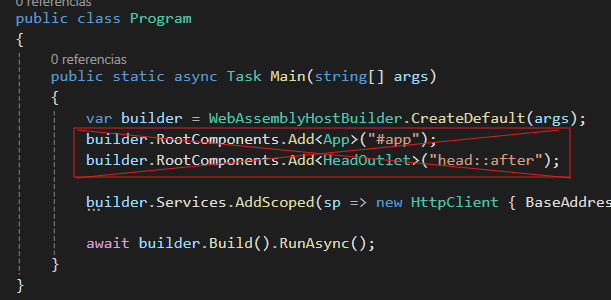 0 referencias
public class Program
{
0 referencias
public static async Task Main(string[] args)
{
var builder = WebAssemblyHostBuilder.CreateDefault(args);
builder.RootComponents.Add<App>("#app");
builder.RootComponents.Add<HeadOutlet>("head::after");
builder.Services.AddScoped(sp => new HttpClient { BaseAddres
await builder.Build().RunAsync();
}
}